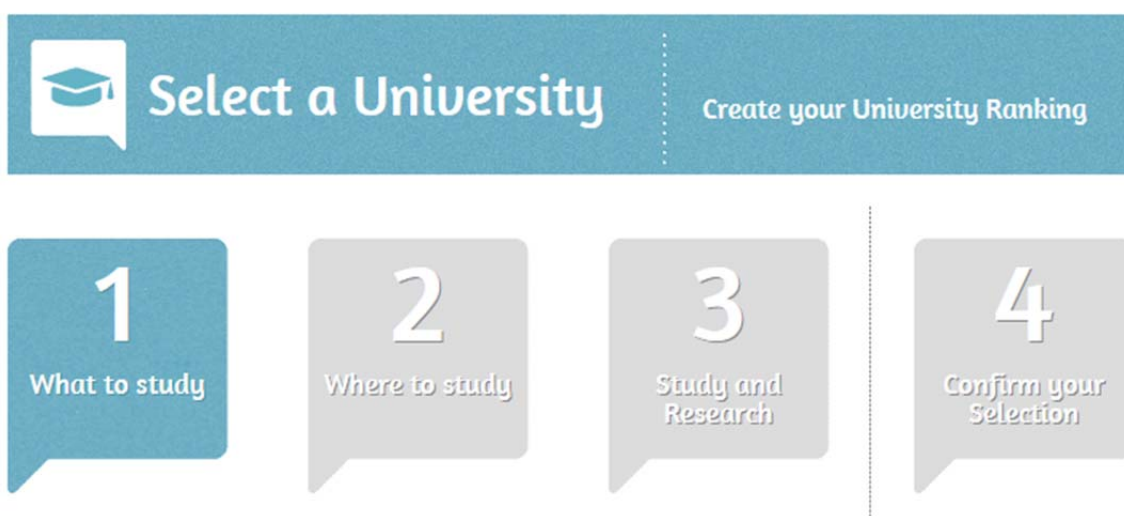 Select a University
Create your University Ranking
1
What to study
2
Where to study
3
Study and
Research
4
Confirm your
Selection